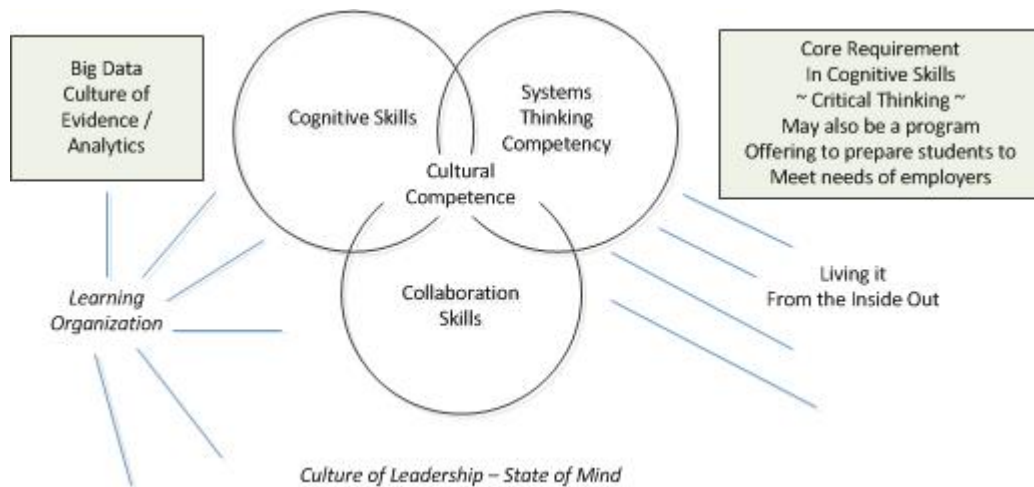 Big Data
Culture of
Evidence /
Analytics
Cognitive Skills
Systems
Thinking
Competency
Cultural
Competence
Collaboration
Skills
Core Requirement
In Cognitive Skills
~ Critical Thinking ~
May also be a program
Offering to prepare students to
Meet needs of employers
Learning
Organization
Living it
From the Inside Out
Culture of Leadership – State of Mind